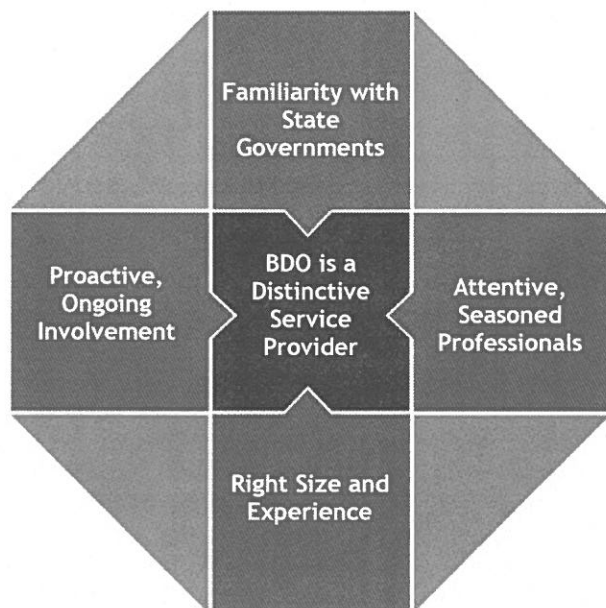 Familiarity with
State
Governments
Proactive,
Ongoing
Involvement
BDO is a
Distinctive
Service
Provider
Attentive,
Seasoned
Professionals
Right Size and
Experience